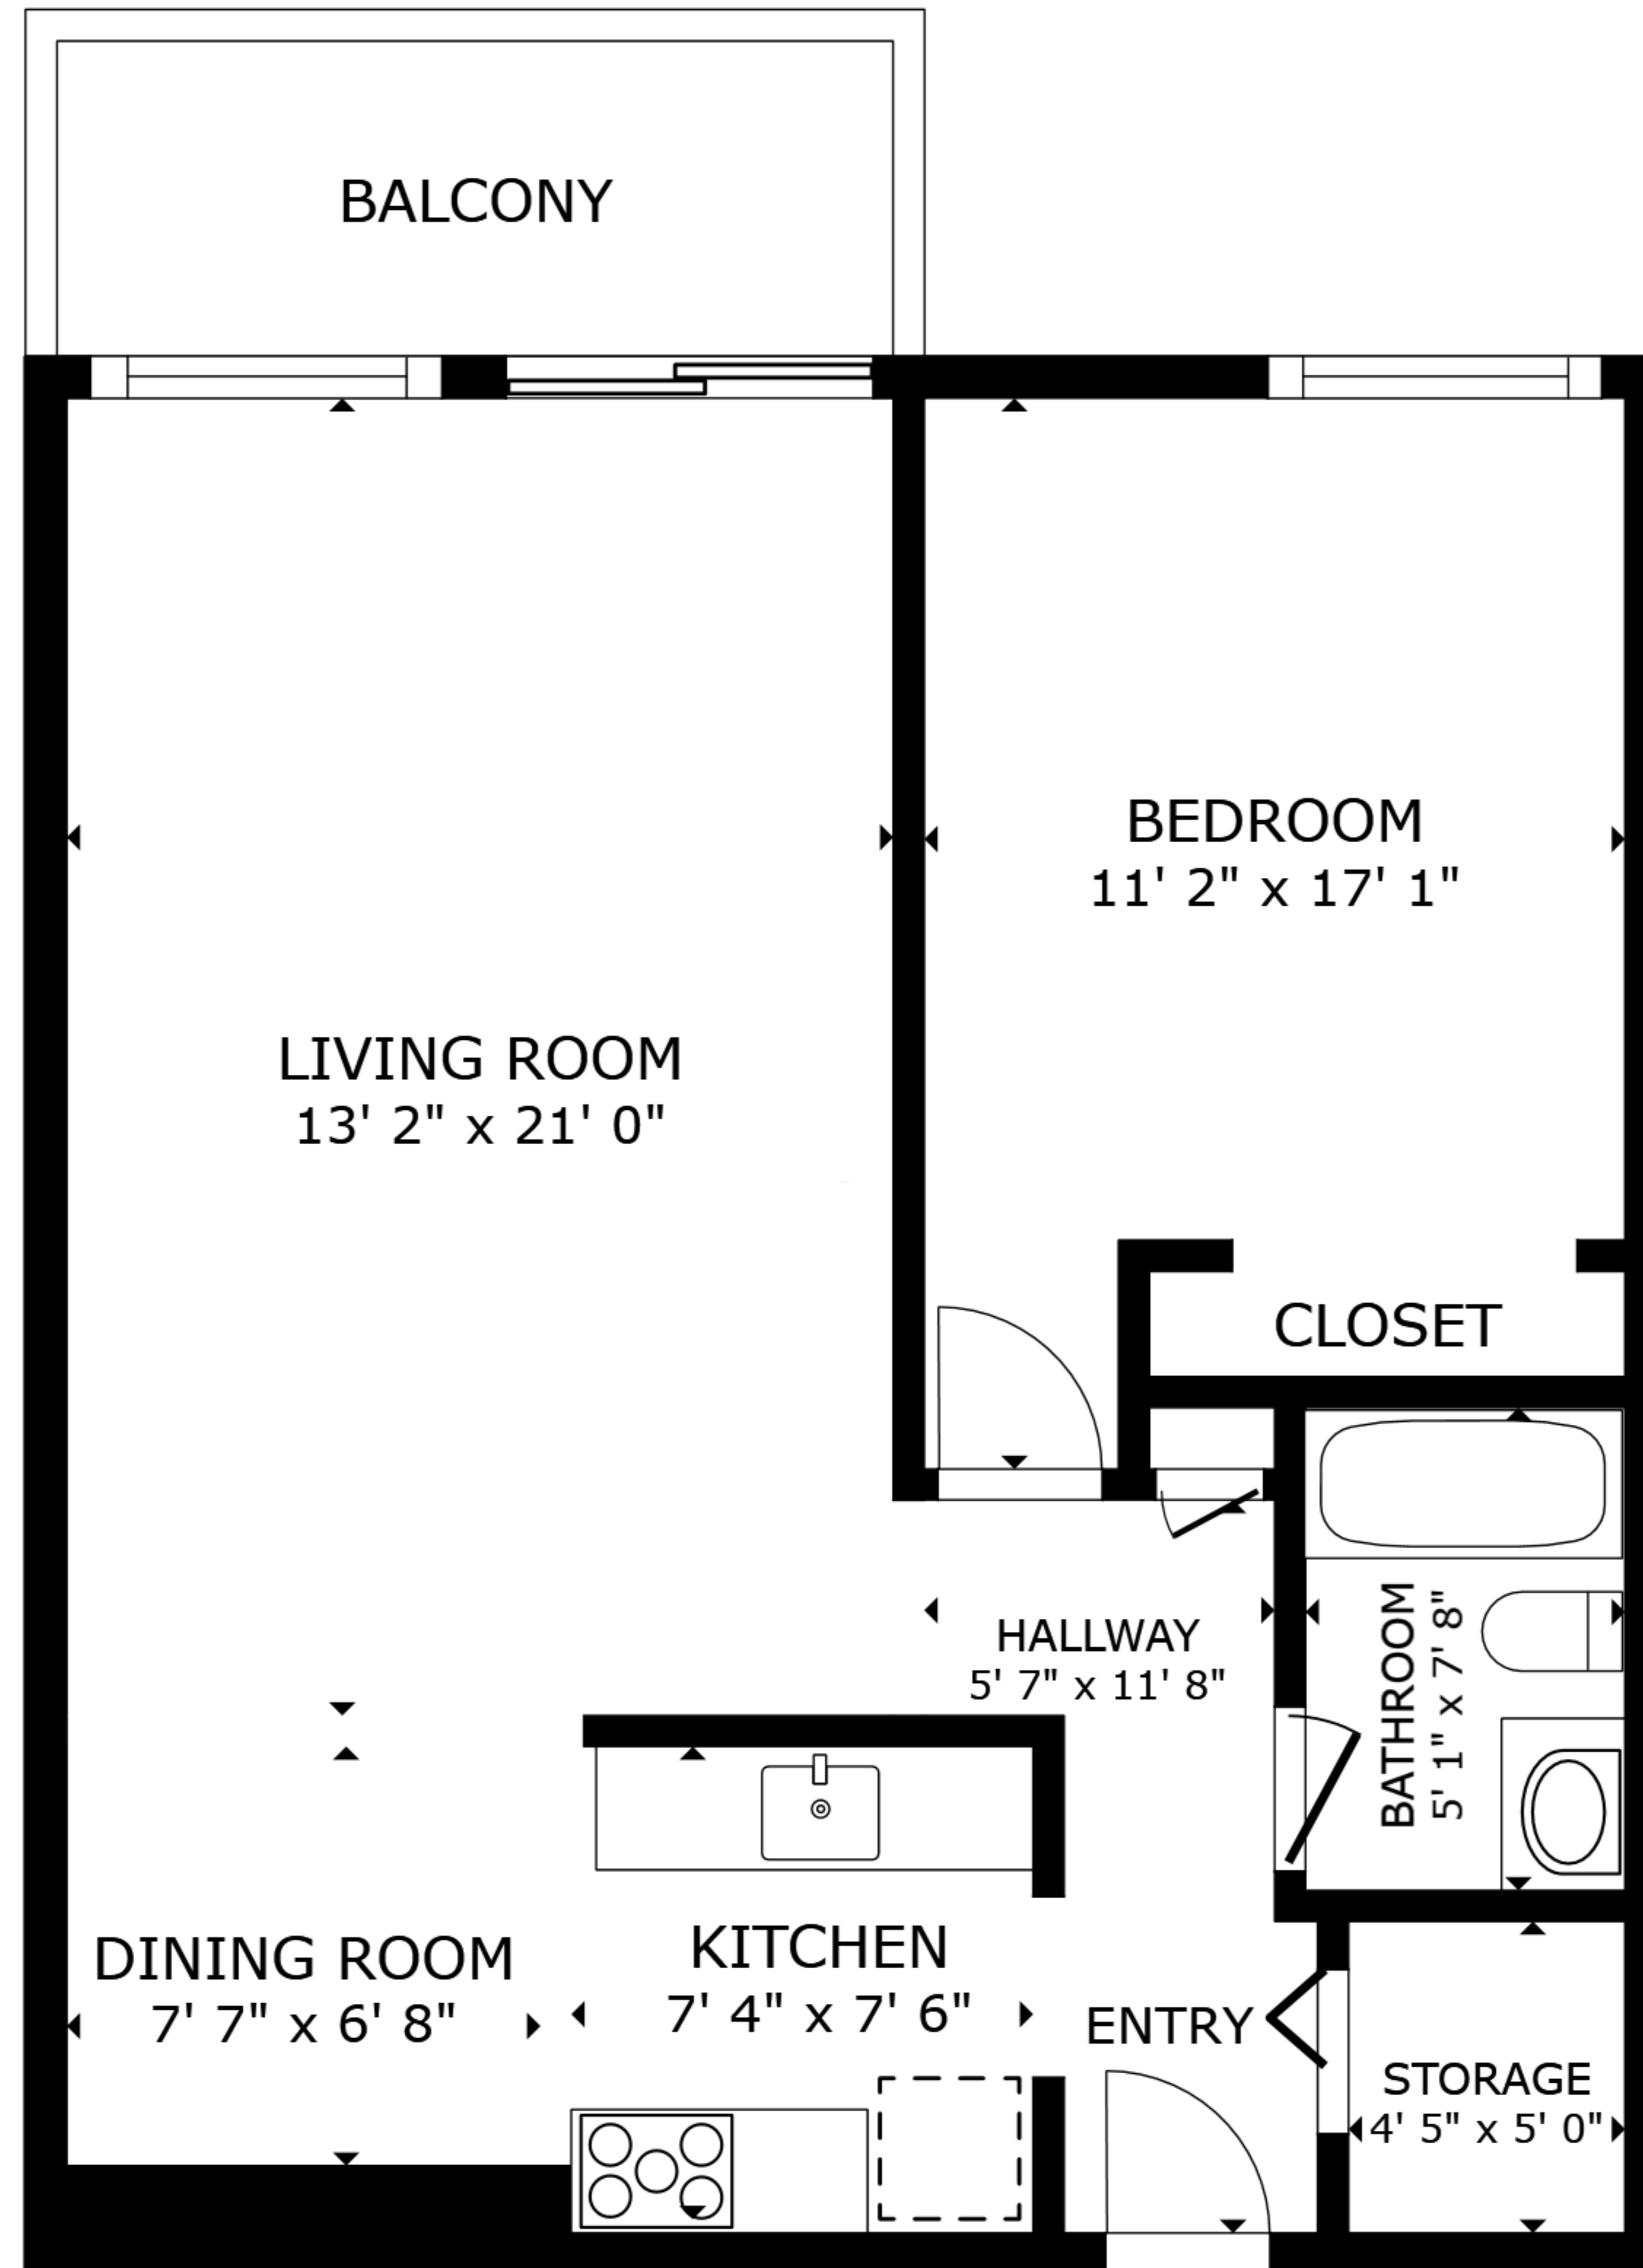 BALCONY
BEDROOM
11' 2" x 17' 1"
LIVING ROOM
13' 2" x 21' 0"
CLOSET
HALLWAY
5' 7" x 11' 8"
BATHROOM
5' 1" x 7' 8"
DINING ROOM
7' 7" x 6' 8"
KITCHEN
7' 4" x 7' 6"
ENTRY
STORAGE
4' 5" x 5' 0"